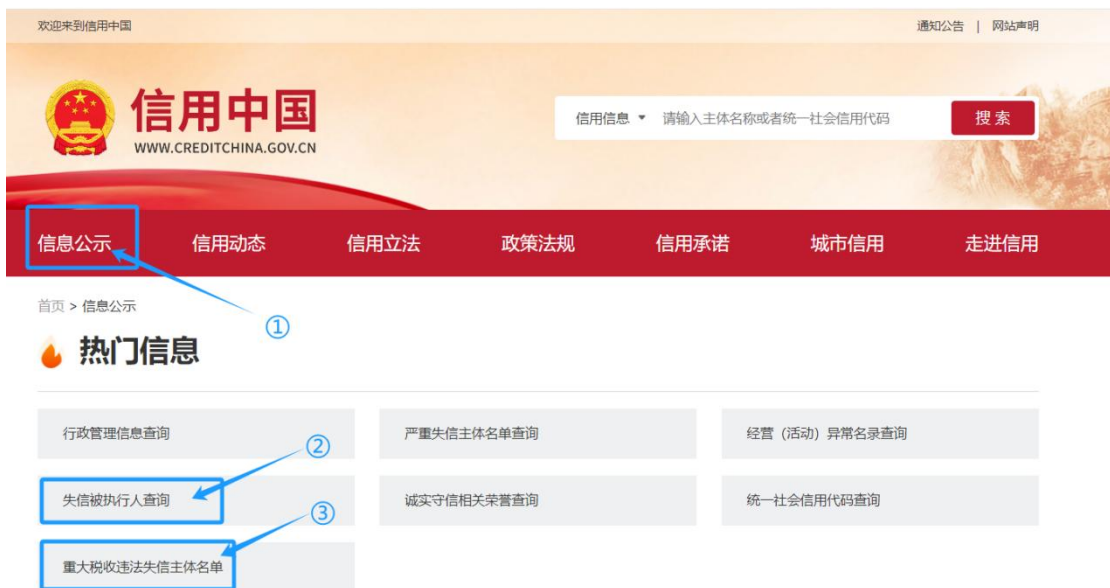 欢迎来到信用中国
通知公告 | 网站声明
信用中国
WWW.CREDITCHINA.GOV.CN
信用信息 请输入主体名称或者统一社会信用代码 搜索
信息公示 信用动态 信用立法 政策法规 信用承诺 城市信用 走进信用
首页 > 信息公示
①
热门信息
行政管理信息查询 严重失信主体名单查询 经营（活动）异常名录查询
②
失信被执行人查询 诚实守信相关荣誉查询 统一社会信用代码查询
③
重大税收违法失信主体名单